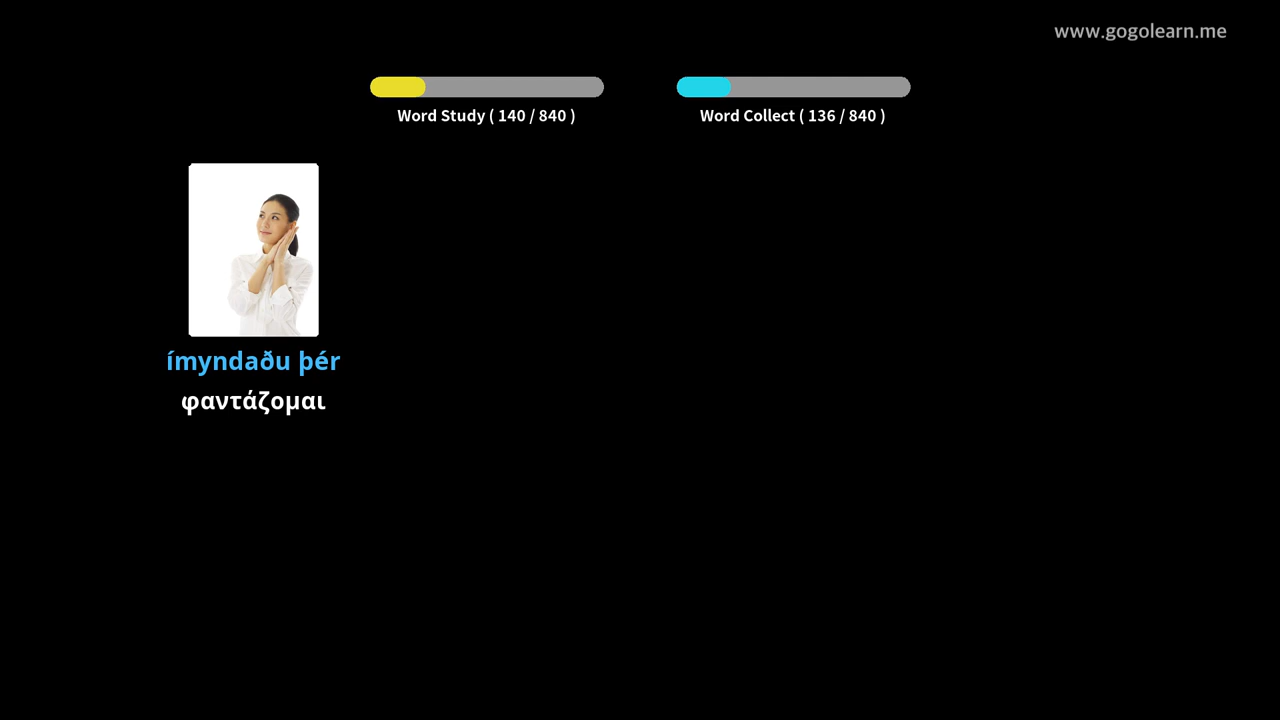 www.gogolearn.me
Word Study ( 140 / 840 )
Word Collect ( 136 / 840 )
ímyndaðu þér
φαντάζομαι